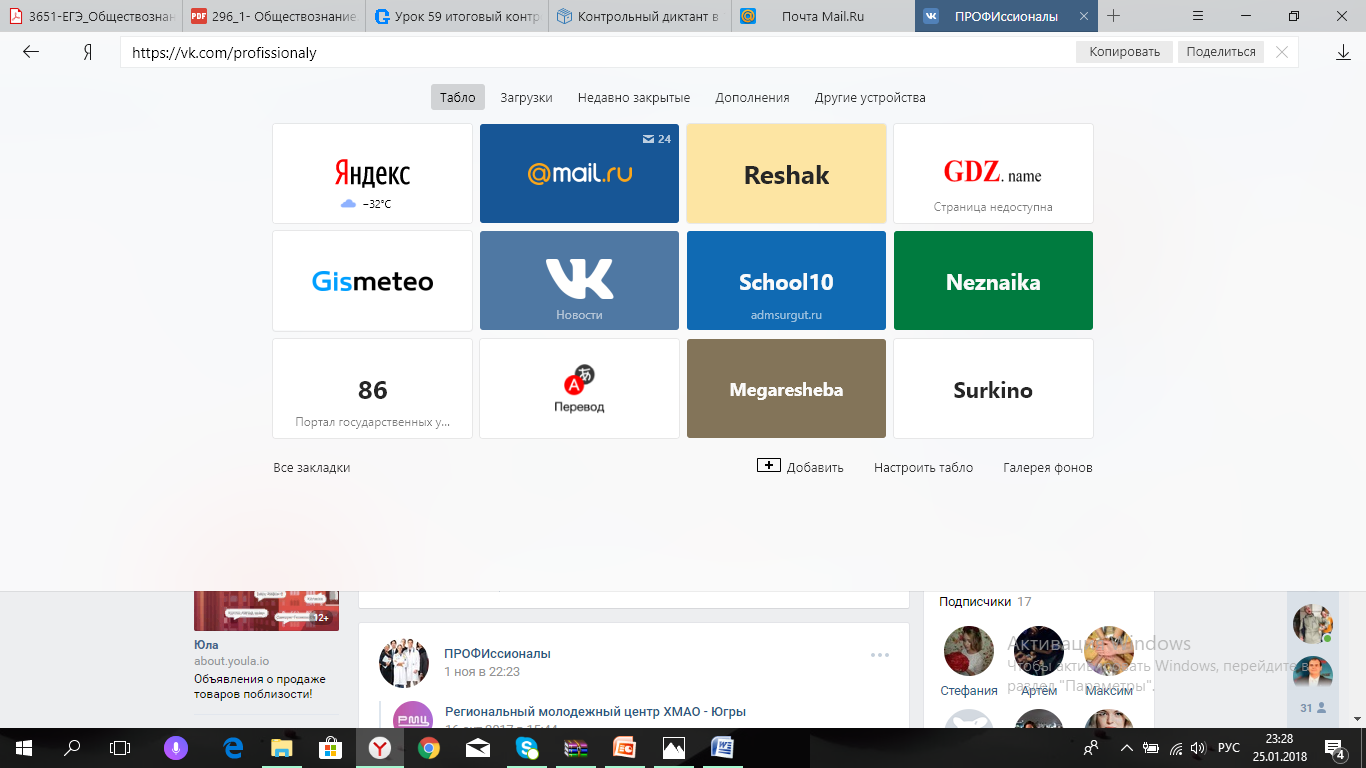 3651-ЕГЭ_Обществознан
296_1- Обществознание.
Урок 59 итоговый контр
Контрольный диктант в
Почта Mail.Ru
ПРОФИссионалы
Я
https://vk.com/profissionaly
Копировать
Поделиться
Табло
Загрузки
Недавно закрытые
Дополнения
Другие устройства
Яндекс
−32°C
24
@mail.ru
Reshak
GDZ. name
Страница недоступна
Gismeteo
Новости
School10
admsurgut.ru
Neznaika
86
Портал государственных у...
Перевод
Megaresheba
Surkino
Все закладки
Добавить
Настроить табло
Галерея фонов
12+
Юла
about.youla.io
Объявления о продаже
товаров поблизости!
ПРОФИссионалы
1 ноя в 22:23
РМЦ
Региональный молодежный центр ХМАО - Югры
Подписчики 17
Стефания
Артём
Максим
Активация Windows
Чтобы активировать Windows, перейдите в
раздел "Параметры".
31
РУС
23:28
25.01.2018
4